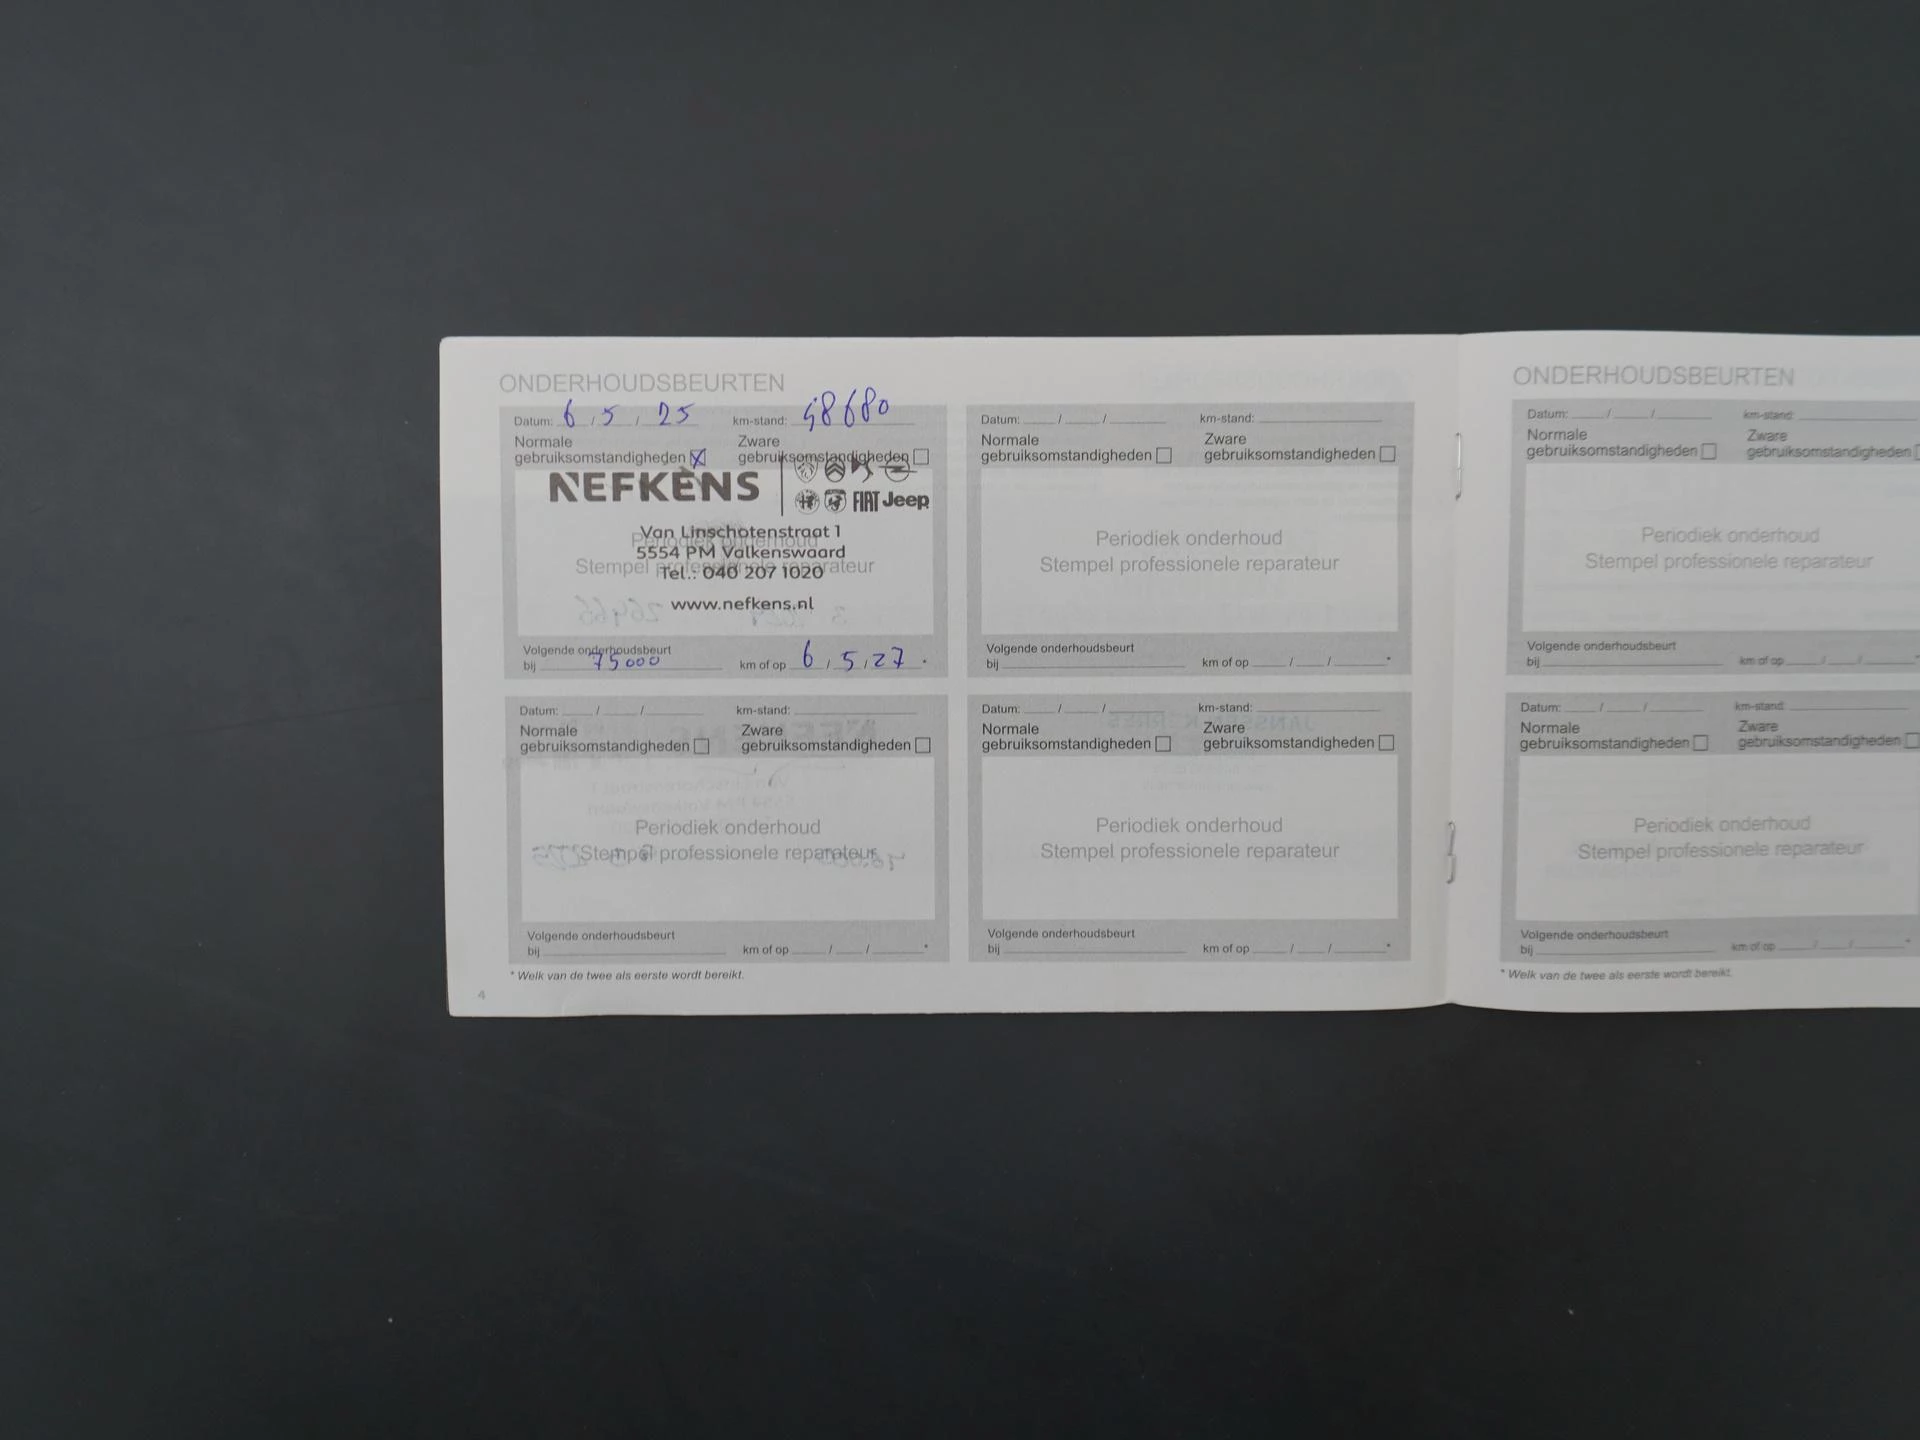 ONDERHOUDSBEURTEN
Datum: 6 / 5 / 25 km-stand: 58680
Normale gebruiksomstandigheden X
Zware gebruiksomstandigheden
NEFKENS
FIAT Jeep
Van Linschotenstraat 1
5554 PM Valkenswaard
Tel.: 040 207 1020
www.nefkens.nl
Periodiek onderhoud
Stempel professionele reparateur
Volgende onderhoudsbeurt
bij 75000 km of op 6 / 5 / 27 *
Datum: / / km-stand:
Normale gebruiksomstandigheden
Zware gebruiksomstandigheden
Periodiek onderhoud
Stempel professionele reparateur
Volgende onderhoudsbeurt
bij km of op / / *
Datum: / / km-stand:
Normale gebruiksomstandigheden
Zware gebruiksomstandigheden
Periodiek onderhoud
Stempel professionele reparateur
Volgende onderhoudsbeurt
bij km of op / / *
Datum: / / km-stand:
Normale gebruiksomstandigheden
Zware gebruiksomstandigheden
Periodiek onderhoud
Stempel professionele reparateur
Volgende onderhoudsbeurt
bij km of op / / *
* Welk van de twee als eerste wordt bereikt.
4
ONDERHOUDSBEURTEN
Datum: / / km-stand:
Normale gebruiksomstandigheden
Zware gebruiksomstandigheden
Periodiek onderhoud
Stempel professionele reparateur
Volgende onderhoudsbeurt
bij km of op / / *
Datum: / / km-stand:
Normale gebruiksomstandigheden
Zware gebruiksomstandigheden
Periodiek onderhoud
Stempel professionele reparateur
Volgende onderhoudsbeurt
bij km of op / / *
* Welk van de twee als eerste wordt bereikt.